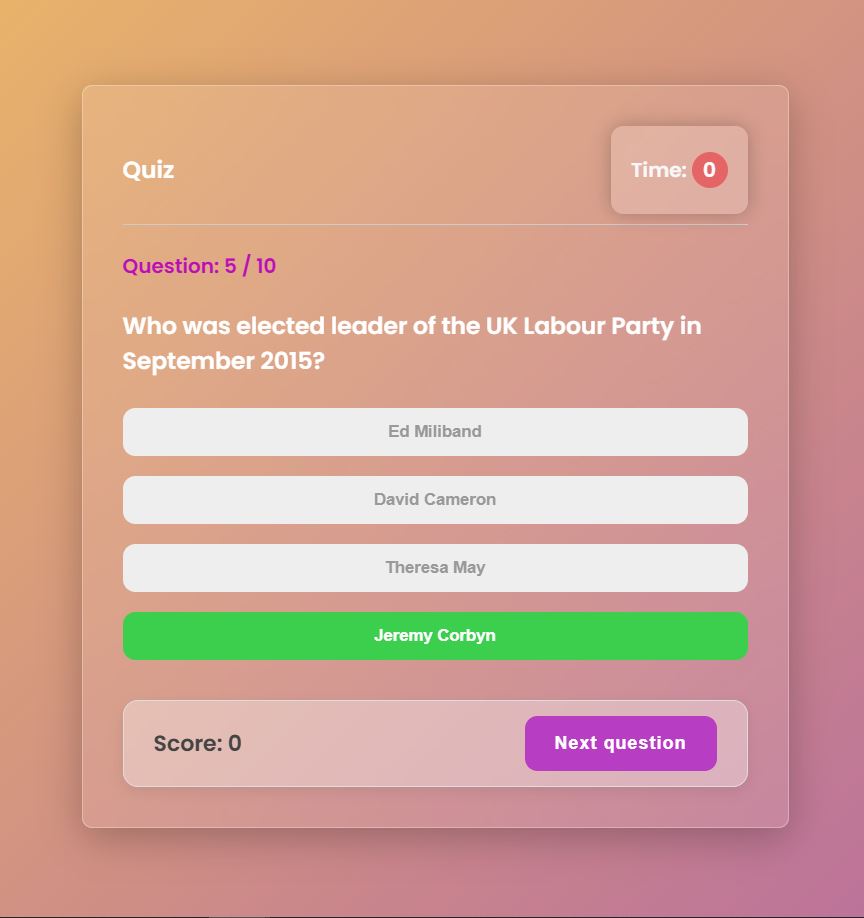 Quiz
Time: 0
Question: 5 / 10
Who was elected leader of the UK Labour Party in
September 2015?
Ed Miliband
David Cameron
Theresa May
Jeremy Corbyn
Score: 0
Next question